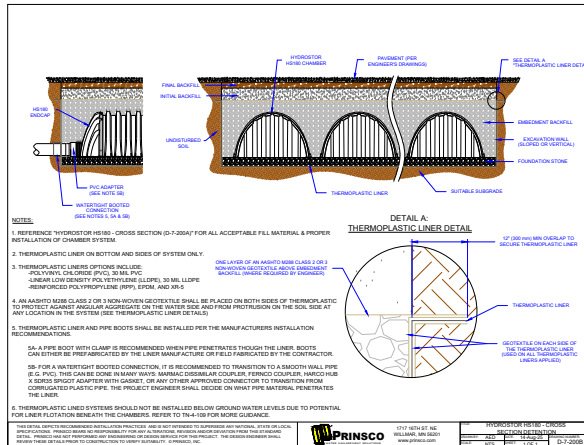 HYDROSTOR
HS180 CHAMBER
PAVEMENT (PER
ENGINEER'S DRAWINGS)
SEE DETAIL A
"THERMOPLASTIC LINER DETA
FINAL BACKFILL
INITIAL BACKFILL
HS180
ENDCAP
UNDISTURBED
SOIL
EMBEDMENT BACKFILL
EXCAVATION WALL
(SLOPED OR VERTICAL)
FOUNDATION STONE
PVC ADAPTER
(SEE NOTE 5B)
WATERTIGHT BOOTED
CONNECTION
(SEE NOTES 5, 5A & 5B)
THERMOPLASTIC LINER
SUITABLE SUBGRADE
NOTES:
1. REFERENCE "HYDROSTOR HS180 - CROSS SECTION (D-7-200A)" FOR ALL ACCEPTABLE FILL MATERIAL & PROPER
INSTALLATION OF CHAMBER SYSTEM.
2. THERMOPLASTIC LINER ON BOTTOM AND SIDES OF SYSTEM ONLY.
3. THERMOPLASTIC LINERS OPTIONS INCLUDE:
-POLYVINYL CHLORIDE (PVC), 30 MIL PVC
-LINEAR LOW DENSITY POLYETHYLENE (LLDPE), 30 MIL LLDPE
-REINFORCED POLYPROPYLENE (RPP), EPDM, AND XR-5
4. AN AASHTO M288 CLASS 2 OR 3 NON-WOVEN GEOTEXTILE SHALL BE PLACED ON BOTH SIDES OF THERMOPLASTIC
TO PROTECT AGAINST ANGULAR AGGREGATE ON THE WATER SIDE AND FROM PROTRUSION ON THE SOIL SIDE AT
ANY LOCATION IN THE SYSTEM (SEE THERMOPLASTIC LINER DETAILS)
5. THERMOPLASTIC LINER AND PIPE BOOTS SHALL BE INSTALLED PER THE MANUFACTURERS INSTALLATION
RECOMMENDATIONS.
5A- A PIPE BOOT WITH CLAMP IS RECOMMENDED WHEN PIPE PENETRATES THOUGH THE LINER. BOOTS
CAN EITHER BE PREFABRICATED BY THE LINER MANUFACTURE OR FIELD FABRICATED BY THE CONTRACTOR.
5B- FOR A WATERTIGHT BOOTED CONNECTION, IT IS RECOMMENDED TO TRANSITION TO A SMOOTH WALL PIPE
(E.G. PVC). THIS CAN BE DONE IN MANY WAYS: MARMAC DISSIMILAR COUPLER, FERNCO COUPLER, HARCO HUB
X SDR35 SPIGOT ADAPTER WITH GASKET, OR ANY OTHER APPROVED CONNECTOR TO TRANSITION FROM
CORRUGATED PLASTIC PIPE. THE PROJECT ENGINEER SHALL DECIDE ON WHAT PIPE MATERIAL PENETRATES
THE LINER.
6. THERMOPLASTIC LINED SYSTEMS SHOULD NOT BE INSTALLED BELOW GROUND WATER LEVELS DUE TO POTENTIAL
FOR LINER FLOTATION BENEATH THE CHAMBERS. REFER TO TN-4-109 FOR MORE GUIDANCE.
DETAIL A:
THERMOPLASTIC LINER DETAIL
12" (300 mm) MIN OVERLAP TO
SECURE THERMOPLASTIC LINER
ONE LAYER OF AN AASHTO M288 CLASS 2 OR 3
NON-WOVEN GEOTEXTILE ABOVE EMBEDMENT
BACKFILL (WHERE REQUIRED BY ENGINEER)
THERMOPLASTIC LINER
GEOTEXTILE ON EACH SIDE OF
THE THERMOPLASTIC LINER
(USED ON ALL THERMOPLASTIC
LINERS APPLIED)
PRINSCO
1717 16TH ST. NE
WILLMAR, MN 56201
www.prinsco.com
HYDROSTOR HS180 - CROSS
SECTION DETENTION
AED
14-Aug-25
NTS
1 OF 1
D-7-200B